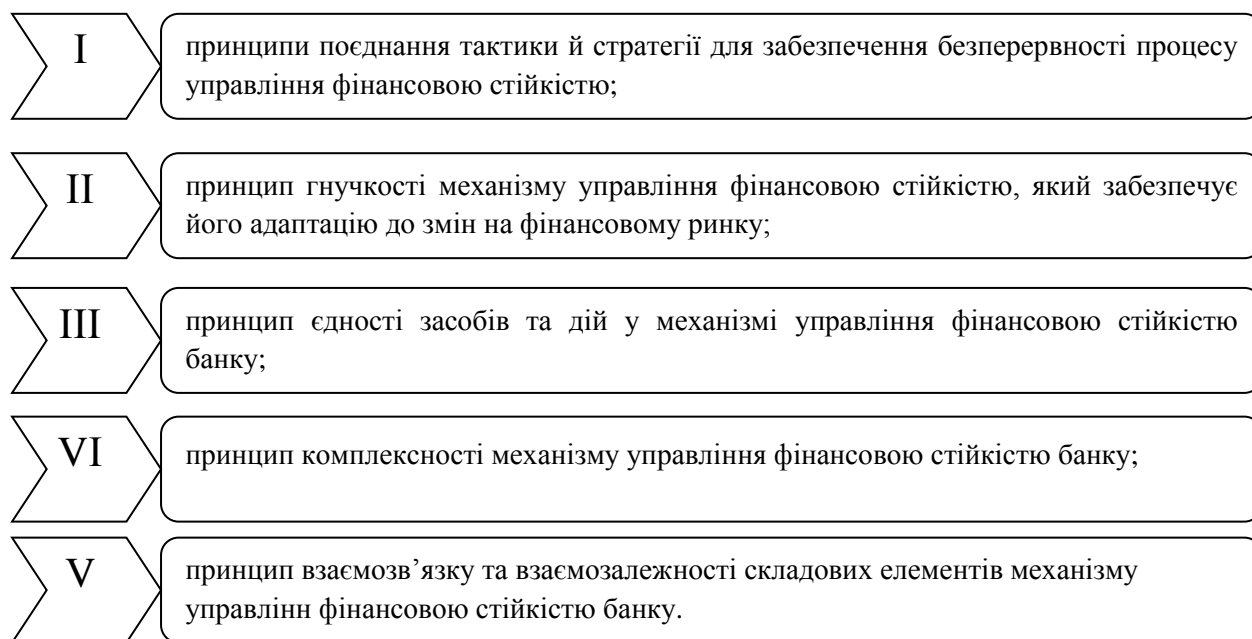 I
принципи поєднання тактики й стратегії для забезпечення безперервності процесу
управління фінансовою стійкістю;
II
принцип гнучкості механізму управління фінансовою стійкістю, який забезпечує
його адаптацію до змін на фінансовому ринку;
III
принцип єдності засобів та дій у механізмі управління фінансовою стійкістю
банку;
VI
принцип комплексності механізму управління фінансовою стійкістю банку;
V
принцип взаємозв’язку та взаємозалежності складових елементів механізму
управлінн фінансовою стійкістю банку.